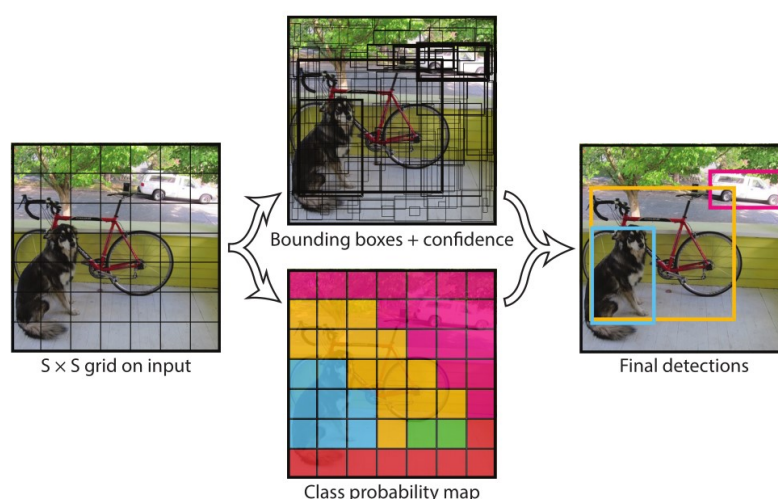 Bounding boxes + confidence
S × S grid on input
Final detections
Class probability map